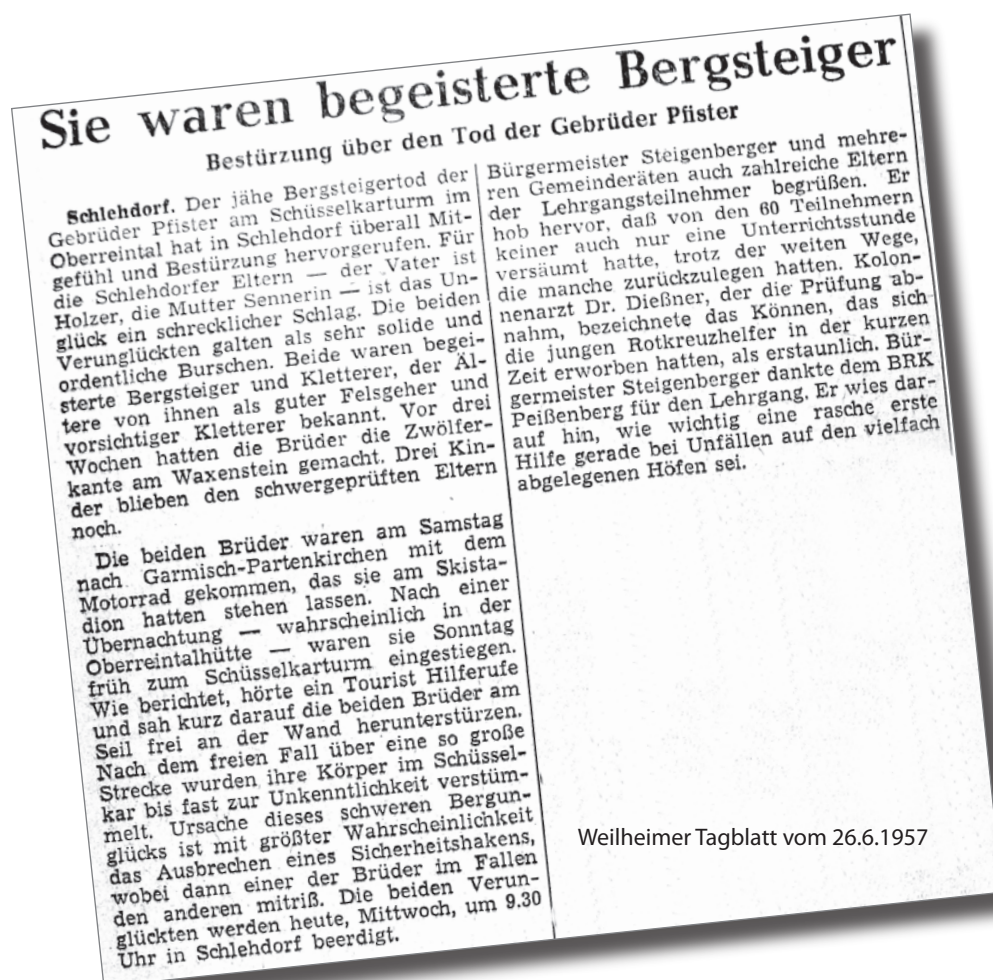 Sie waren begeisterte Bergsteiger
Bestürzung über den Tod der Gebrüder Pfister
Schlehdorf. Der jähe Bergsteigertod der
Gebrüder Pfister am Schüsselkarturm im
Oberreintal hat in Schlehdorf überall Mit-
gefühl und Bestürzung hervorgerufen. Für
die Schlehdorfer Eltern — der Vater ist
Holzer, die Mutter Sennerin — ist das Un-
glück ein schrecklicher Schlag. Die beiden
Verunglückten galten als sehr solide und
ordentliche Burschen. Beide waren begei-
sterte Bergsteiger und Kletterer, der Äl-
tere von ihnen als guter Felsgeher und
vorsichtiger Kletterer bekannt. Vor drei
Wochen hatten die Brüder die Zwölfer-
kante am Waxenstein gemacht. Drei Kin-
der blieben den schwergeprüften Eltern
noch.
Die beiden Brüder waren am Samstag
nach Garmisch-Partenkirchen mit dem
Motorrad gekommen, das sie am Skista-
dion hatten stehen lassen. Nach einer
Übernachtung — wahrscheinlich in der
Oberreintalhütte — waren sie Sonntag
früh zum Schüsselkarturm eingestiegen.
Wie berichtet, hörte ein Tourist Hilferufe
und sah kurz darauf die beiden Brüder am
Seil frei an der Wand herunterstürzen.
Nach dem freien Fall über eine so große
Strecke wurden ihre Körper im Schüssel-
kar bis fast zur Unkenntlichkeit verstüm-
melt. Ursache dieses schweren Bergun-
glücks ist mit größter Wahrscheinlichkeit
das Ausbrechen eines Sicherheitshakens,
wobei dann einer der Brüder im Fallen
den anderen mitriß. Die beiden Verun-
glückten werden heute, Mittwoch, um 9.30
Uhr in Schlehdorf beerdigt.
Bürgermeister Steigenberger und mehre-
ren Gemeinderäten auch zahlreiche Eltern
der Lehrgangsteilnehmer begrüßen. Er
hob hervor, daß von den 60 Teilnehmern
keiner auch nur eine Unterrichtsstunde
versäumt hatte, trotz der weiten Wege,
die manche zurückzulegen hatten. Kolon-
nenarzt Dr. Dießner, der die Prüfung ab-
nahm, bezeichnete das Können, das sich
die jungen Rotkreuzhelfer in der kurzen
Zeit erworben hatten, als erstaunlich. Bür-
germeister Steigenberger dankte dem BRK
Peißenberg für den Lehrgang. Er wies dar-
auf hin, wie wichtig eine rasche erste
Hilfe gerade bei Unfällen auf den vielfach
abgelegenen Höfen sei.
Weilheimer Tagblatt vom 26.6.1957